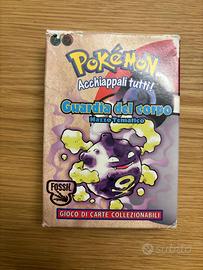 POKéMON
Acchiappali tutti!
Guardia del corpo
Mazzo Tematico
FOSSIL
GIOCO DI CARTE COLLEZIONABILI
subito